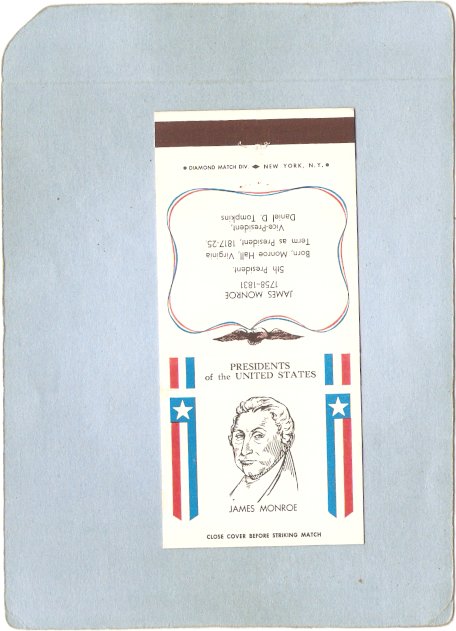 ● DIAMOND MATCH DIV. NEW YORK, N.Y. ●
JAMES MONROE
1758-1831
5th President
Born, Monroe Hall, Virginia
Term as President, 1817-25
Vice-President,
Daniel D. Tompkins
PRESIDENTS
of the UNITED STATES
JAMES MONROE
CLOSE COVER BEFORE STRIKING MATCH